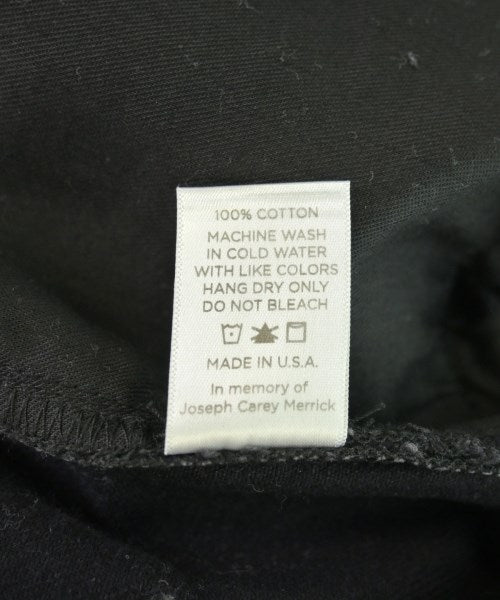 100% COTTON
MACHINE WASH
IN COLD WATER
WITH LIKE COLORS
HANG DRY ONLY
DO NOT BLEACH
MADE IN U.S.A.
In memory of
Joseph Carey Merrick